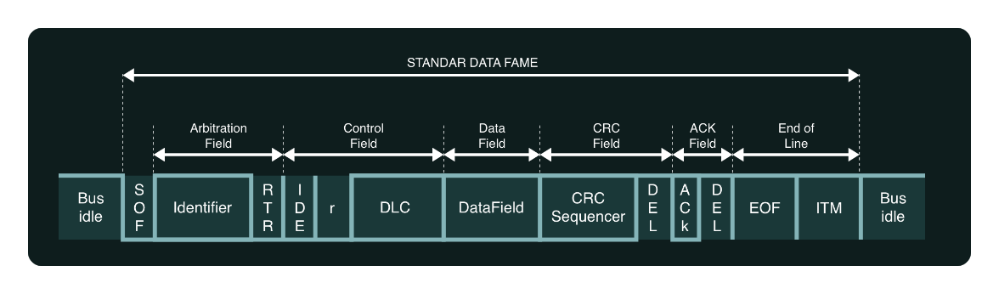 STANDAR DATA FAME
Arbitration
Field
Control
Field
Data
Field
CRC
Field
ACK
Field
End of
Line
Bus
idle
S
O
F
Identifier
R
T
R
I
D
E
r
DLC
DataField
CRC
Sequencer
D
E
L
A
C
k
D
E
L
EOF
ITM
Bus
idle